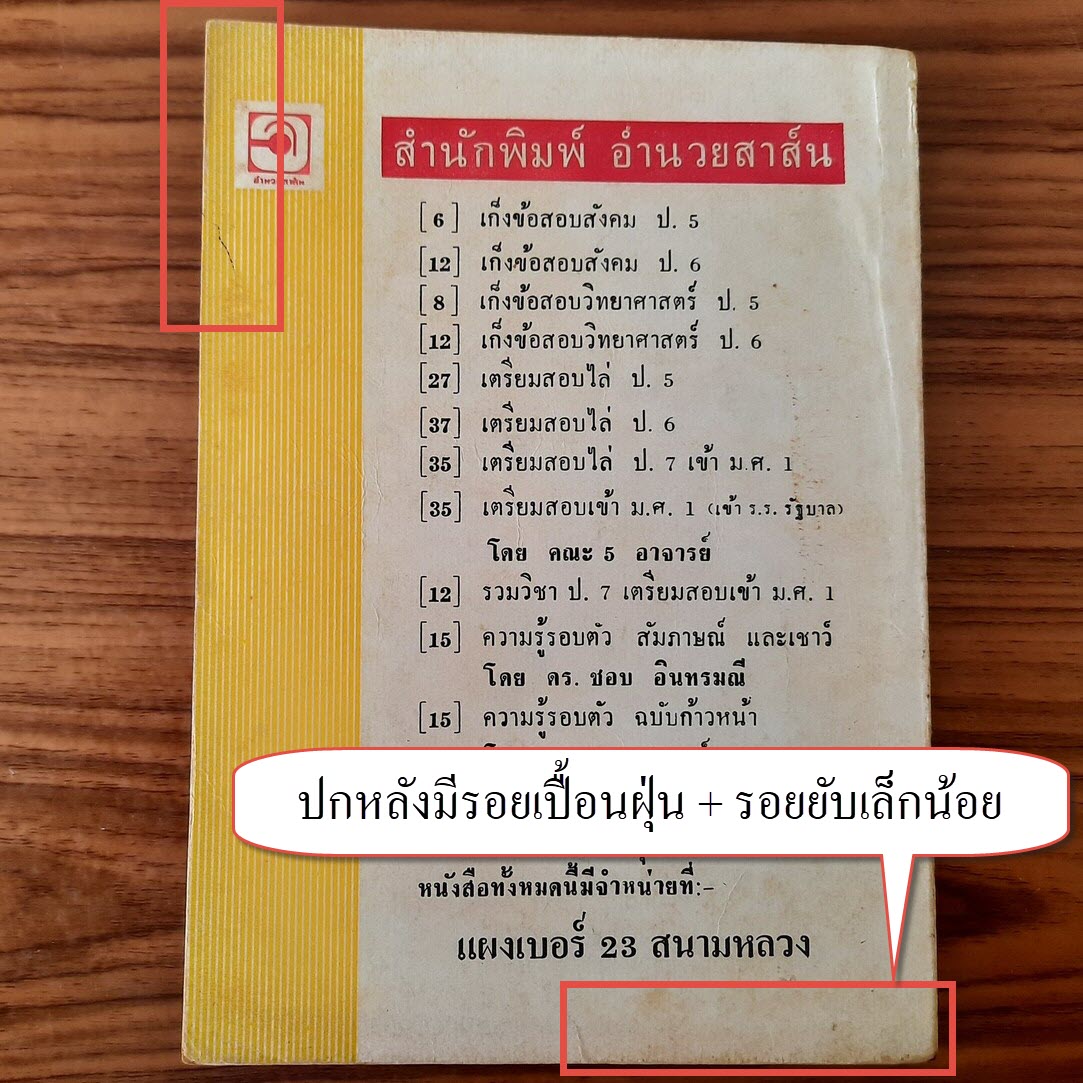 อำนวยสาส์น
สำนักพิมพ์ อำนวยสาส์น
[6] เก็งข้อสอบสังคม ป. 5
[12] เก็งข้อสอบสังคม ป. 6
[8] เก็งข้อสอบวิทยาศาสตร์ ป. 5
[12] เก็งข้อสอบวิทยาศาสตร์ ป. 6
[27] เตรียมสอบไล่ ป. 5
[37] เตรียมสอบไล่ ป. 6
[35] เตรียมสอบไล่ ป. 7 เข้า ม.ศ. 1
[35] เตรียมสอบเข้า ม.ศ. 1 (เข้า ร.ร. รัฐบาล)
โดย คณะ 5 อาจารย์
[12] รวมวิชา ป. 7 เตรียมสอบเข้า ม.ศ. 1
[15] ความรู้รอบตัว สัมภาษณ์ และเชาว์
โดย ดร. ชอบ อินทรมณี
[15] ความรู้รอบตัว ฉบับก้าวหน้า
ปกหลังมีรอยเปื้อนฝุ่น + รอยยับเล็กน้อย
หนังสือทั้งหมดนี้มีจำหน่ายที่:-
แผงเบอร์ 23 สนามหลวง